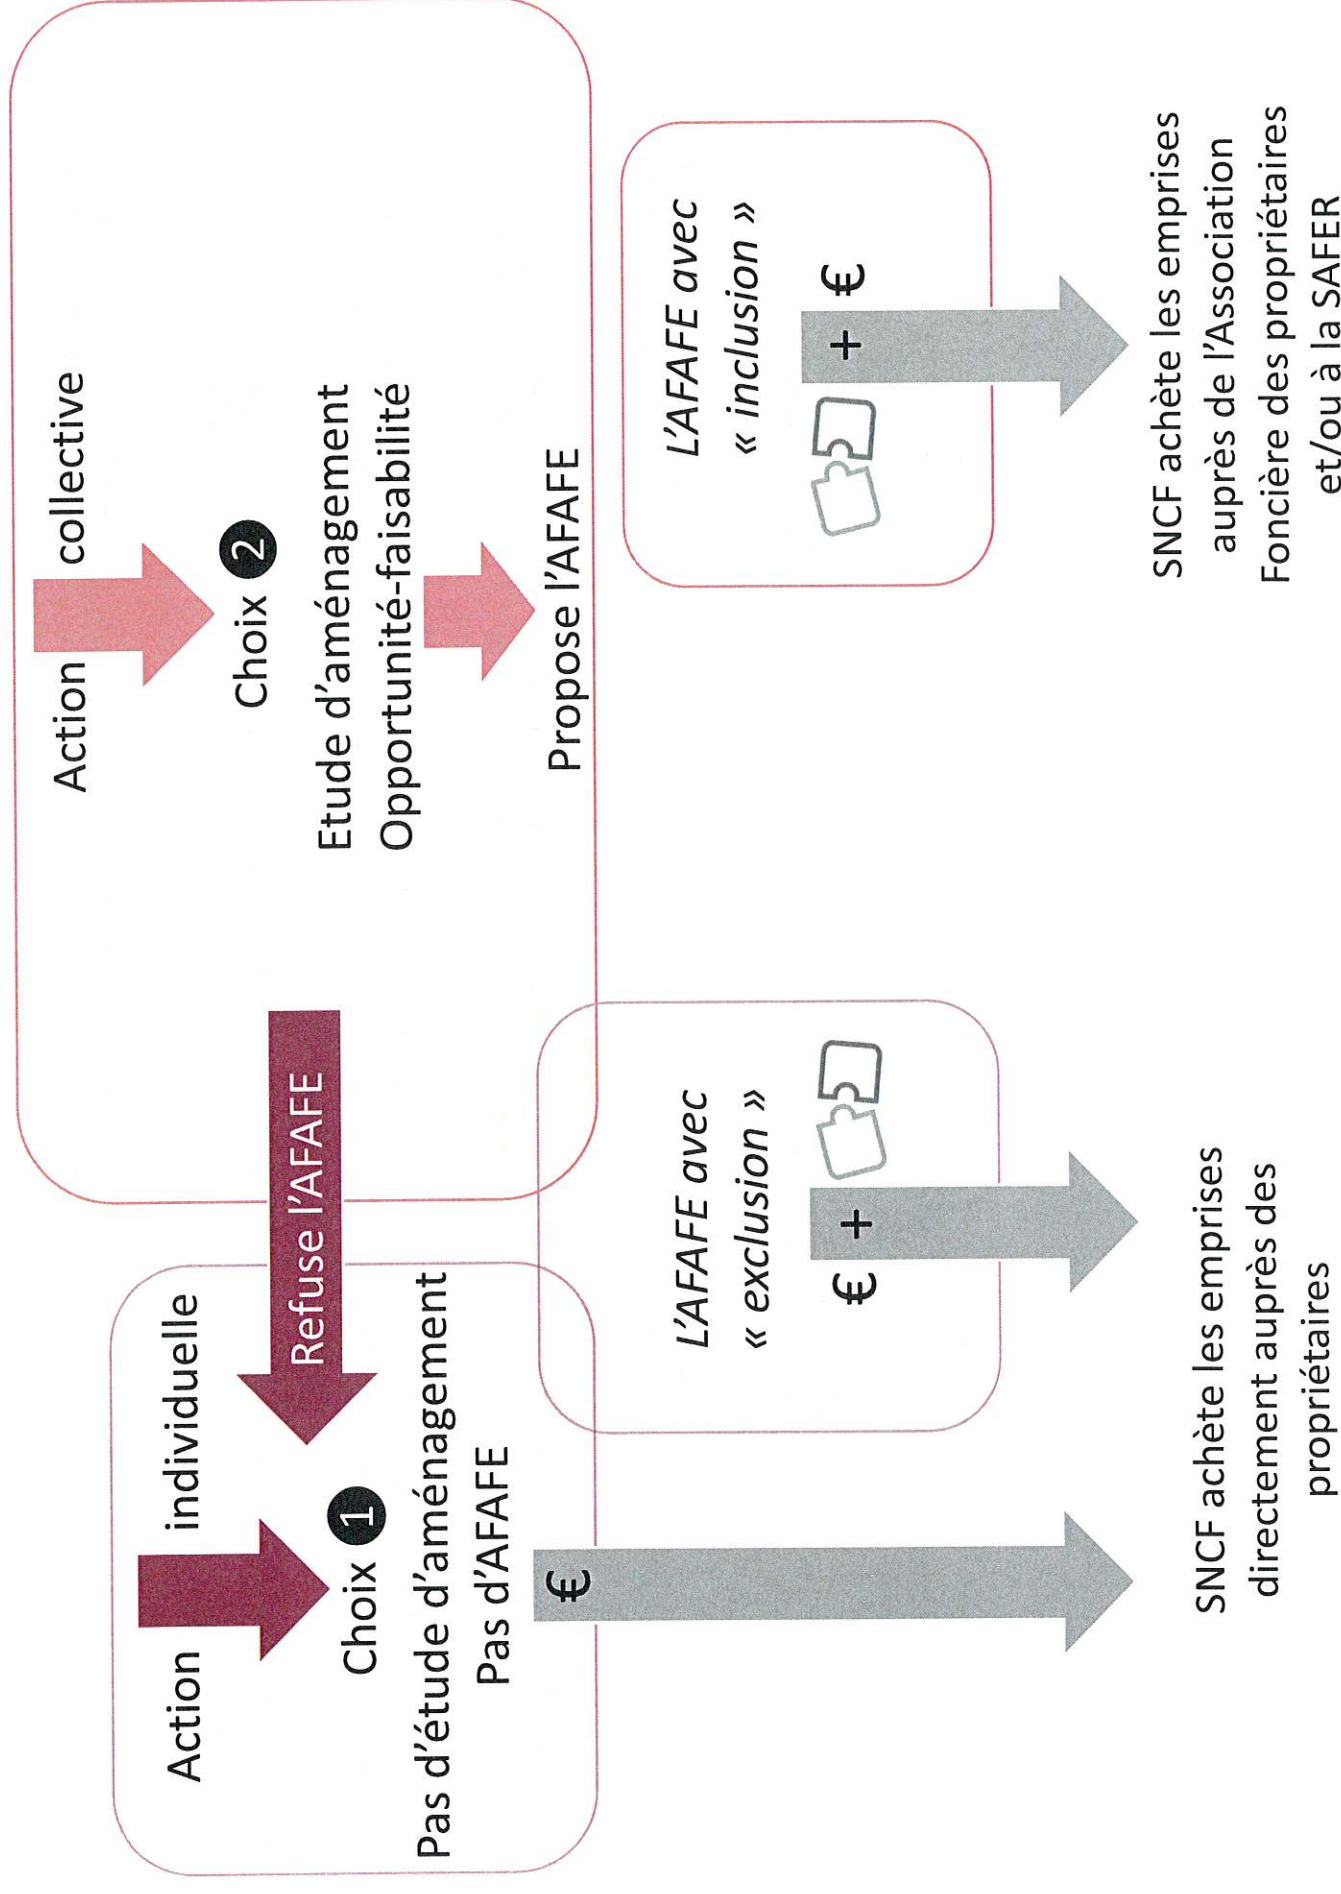 Action individuelle
Choix 1
Pas d'étude d'aménagement
Pas d'AFAFE
€
Refuse l'AFAFE
Action collective
Choix 2
Etude d'aménagement
Opportunité-faisabilité
Propose l'AFAFE
L'AFAFE avec
« exclusion »
€ +
L'AFAFE avec
« inclusion »
+ €
SNCF achète les emprises
directement auprès des
propriétaires
SNCF achète les emprises
auprès de l'Association
Foncière des propriétaires
et/ou à la SAFER